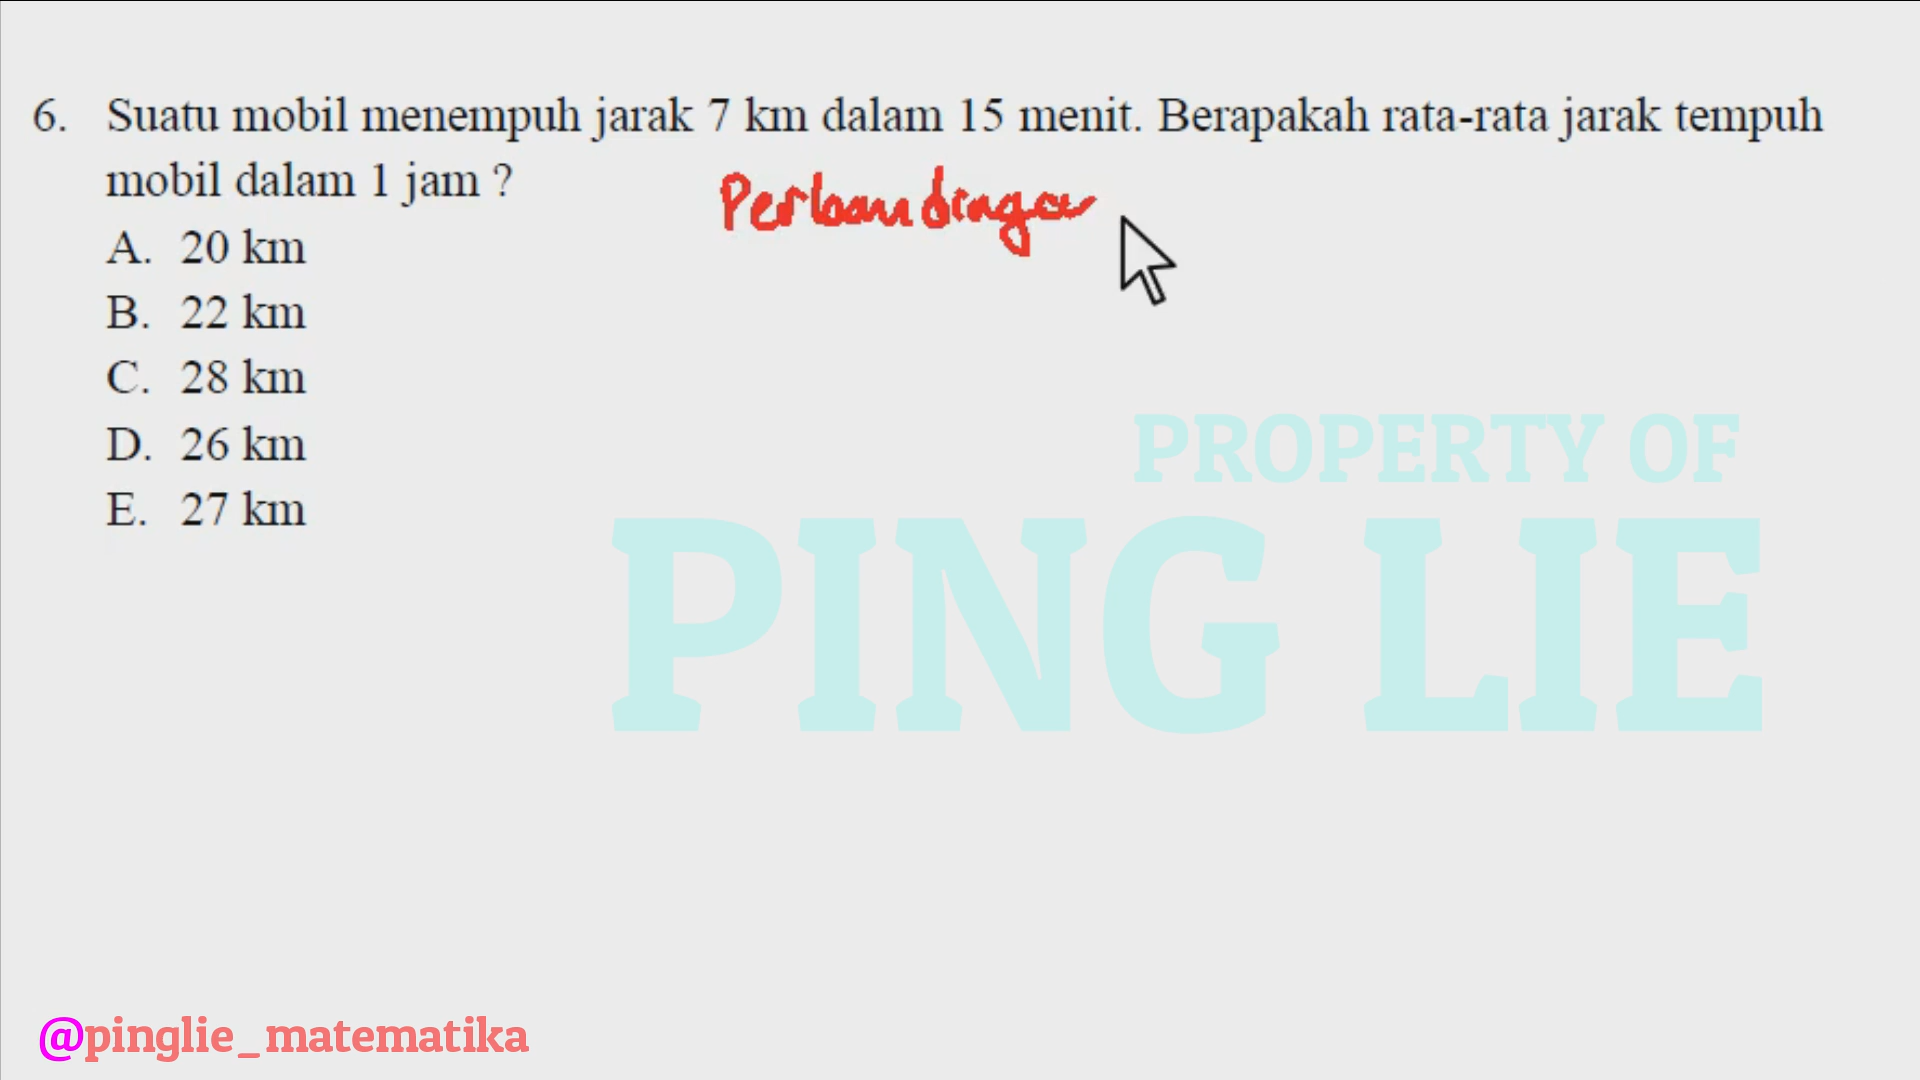 6. Suatu mobil menempuh jarak 7 km dalam 15 menit. Berapakah rata-rata jarak tempuh
mobil dalam 1 jam ?
Perbandingan
A. 20 km
B. 22 km
C. 28 km
D. 26 km
E. 27 km
PROPERTY OF
PING LIE
@pinglie_matematika